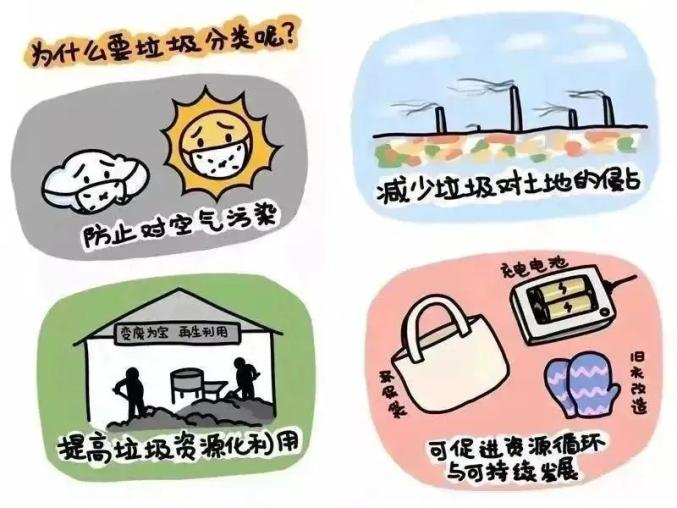 为什么要垃圾分类呢?
防止对空气污染
减少垃圾对土地的侵占
变废为宝 再生利用
提高垃圾资源化利用
充电电池
环保袋
旧衣改造
可促进资源循环
与可持续发展